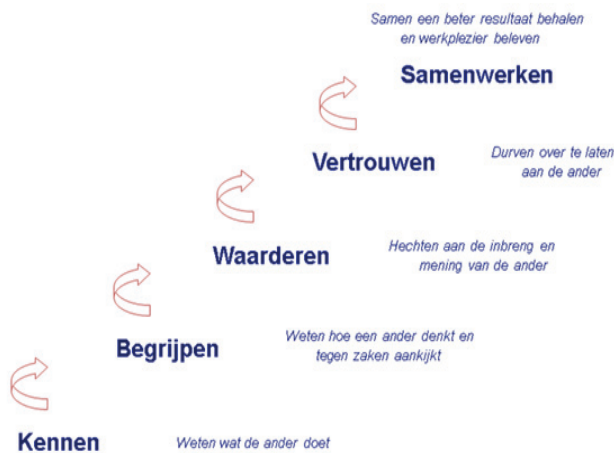 Samen een beter resultaat behalen
en werkplezier beleven
Samenwerken
Vertrouwen
Durven over te laten
aan de ander
Waarderen
Hechten aan de inbreng en
mening van de ander
Begrijpen
Weten hoe een ander denkt en
tegen zaken aankijkt
Kennen
Weten wat de ander doet